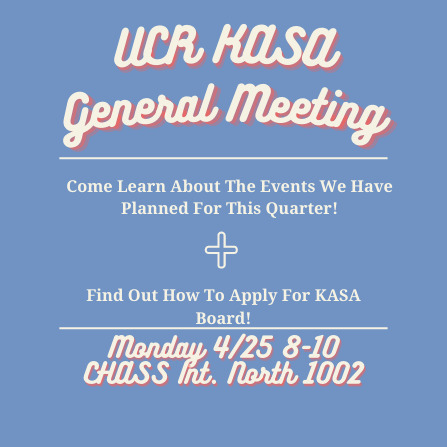 UCR KASA
General Meeting
Come Learn About The Events We Have
Planned For This Quarter!
Find Out How To Apply For KASA
Board!
Monday 4/25 8-10
CHASS Int. North 1002